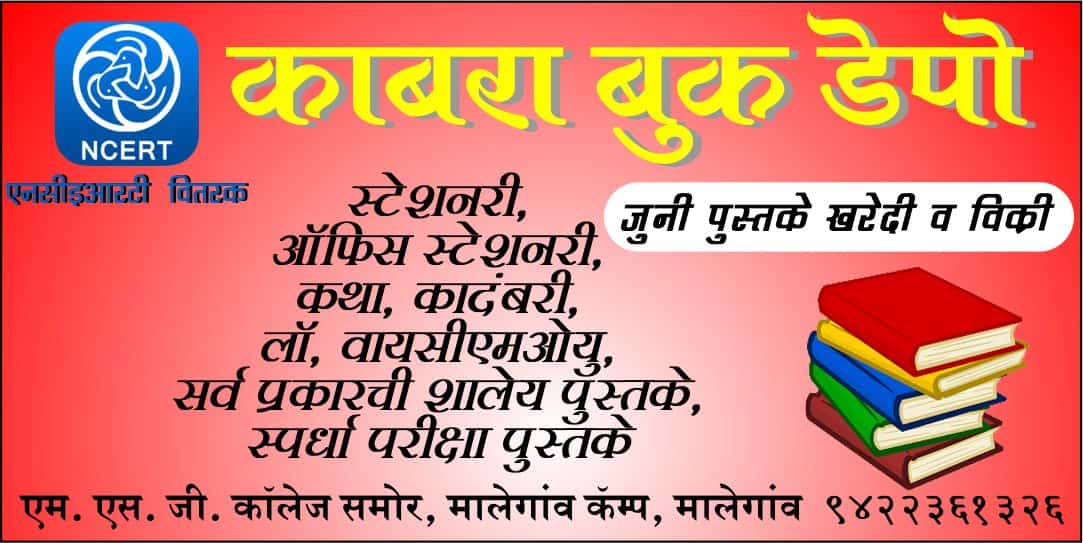 काबरा बुक डेपो
NCERT
एनसीइआरटी वितरक
स्टेशनरी,
ऑफिस स्टेशनरी,
कथा, कादंबरी,
लॉ, वायसीएमओयु,
सर्व प्रकारची शालेय पुस्तके,
स्पर्धा परीक्षा पुस्तके
जुनी पुस्तके खरेदी व विक्री
एम. एस. जी. कॉलेज समोर, मालेगांव कॅम्प, मालेगांव ९४२२३६१३२६